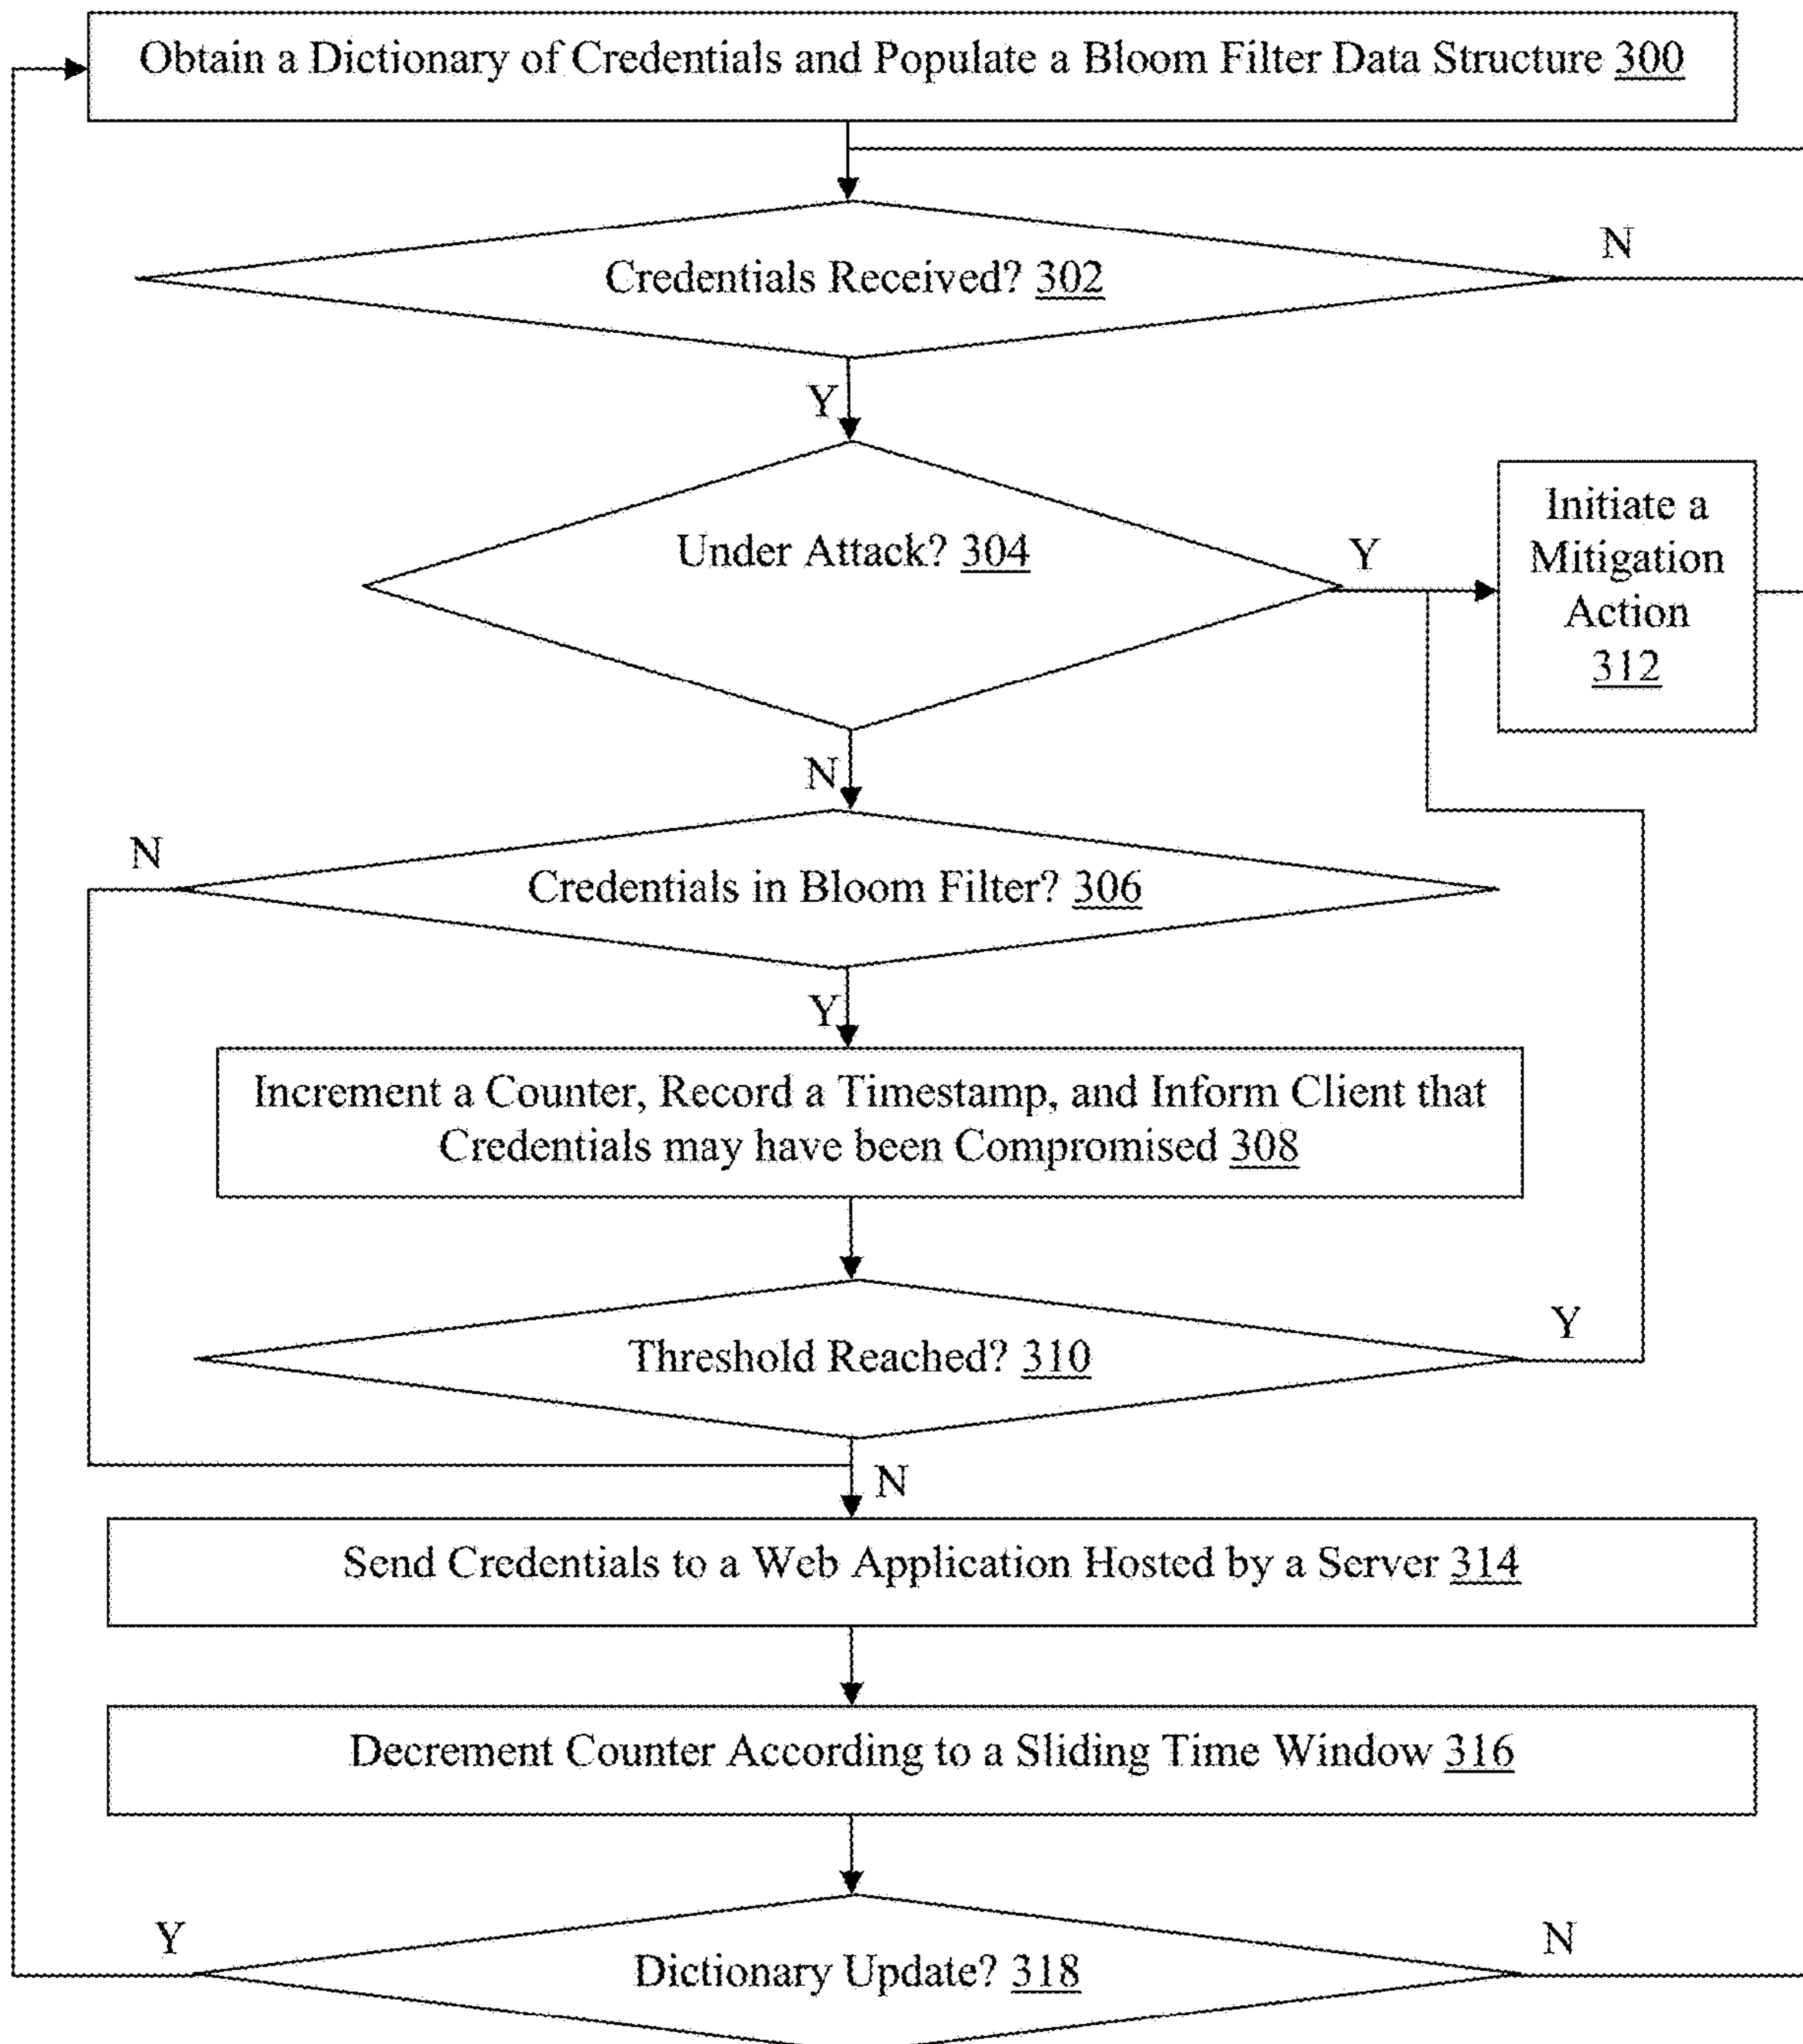 Obtain a Dictionary of Credentials and Populate a Bloom Filter Data Structure 300
Credentials Received? 302
N
Y
Under Attack? 304
Y
Initiate a
Mitigation
Action
312
N
N
Credentials in Bloom Filter? 306
Y
Increment a Counter, Record a Timestamp, and Inform Client that
Credentials may have been Compromised 308
Threshold Reached? 310
Y
N
Send Credentials to a Web Application Hosted by a Server 314
Decrement Counter According to a Sliding Time Window 316
Y
Dictionary Update? 318
N